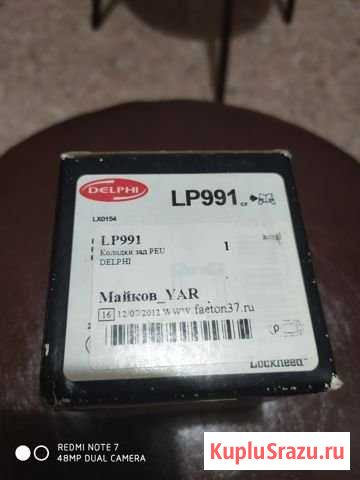 DELPHI
LP991
LX0154
LP991 1
Колодки зад PEU
DELPHI
Майков_YAR
16 12/07/2012 www.faeton37.ru
Lockheed
REDMI NOTE 7
48MP DUAL CAMERA
KupluSrazu.ru